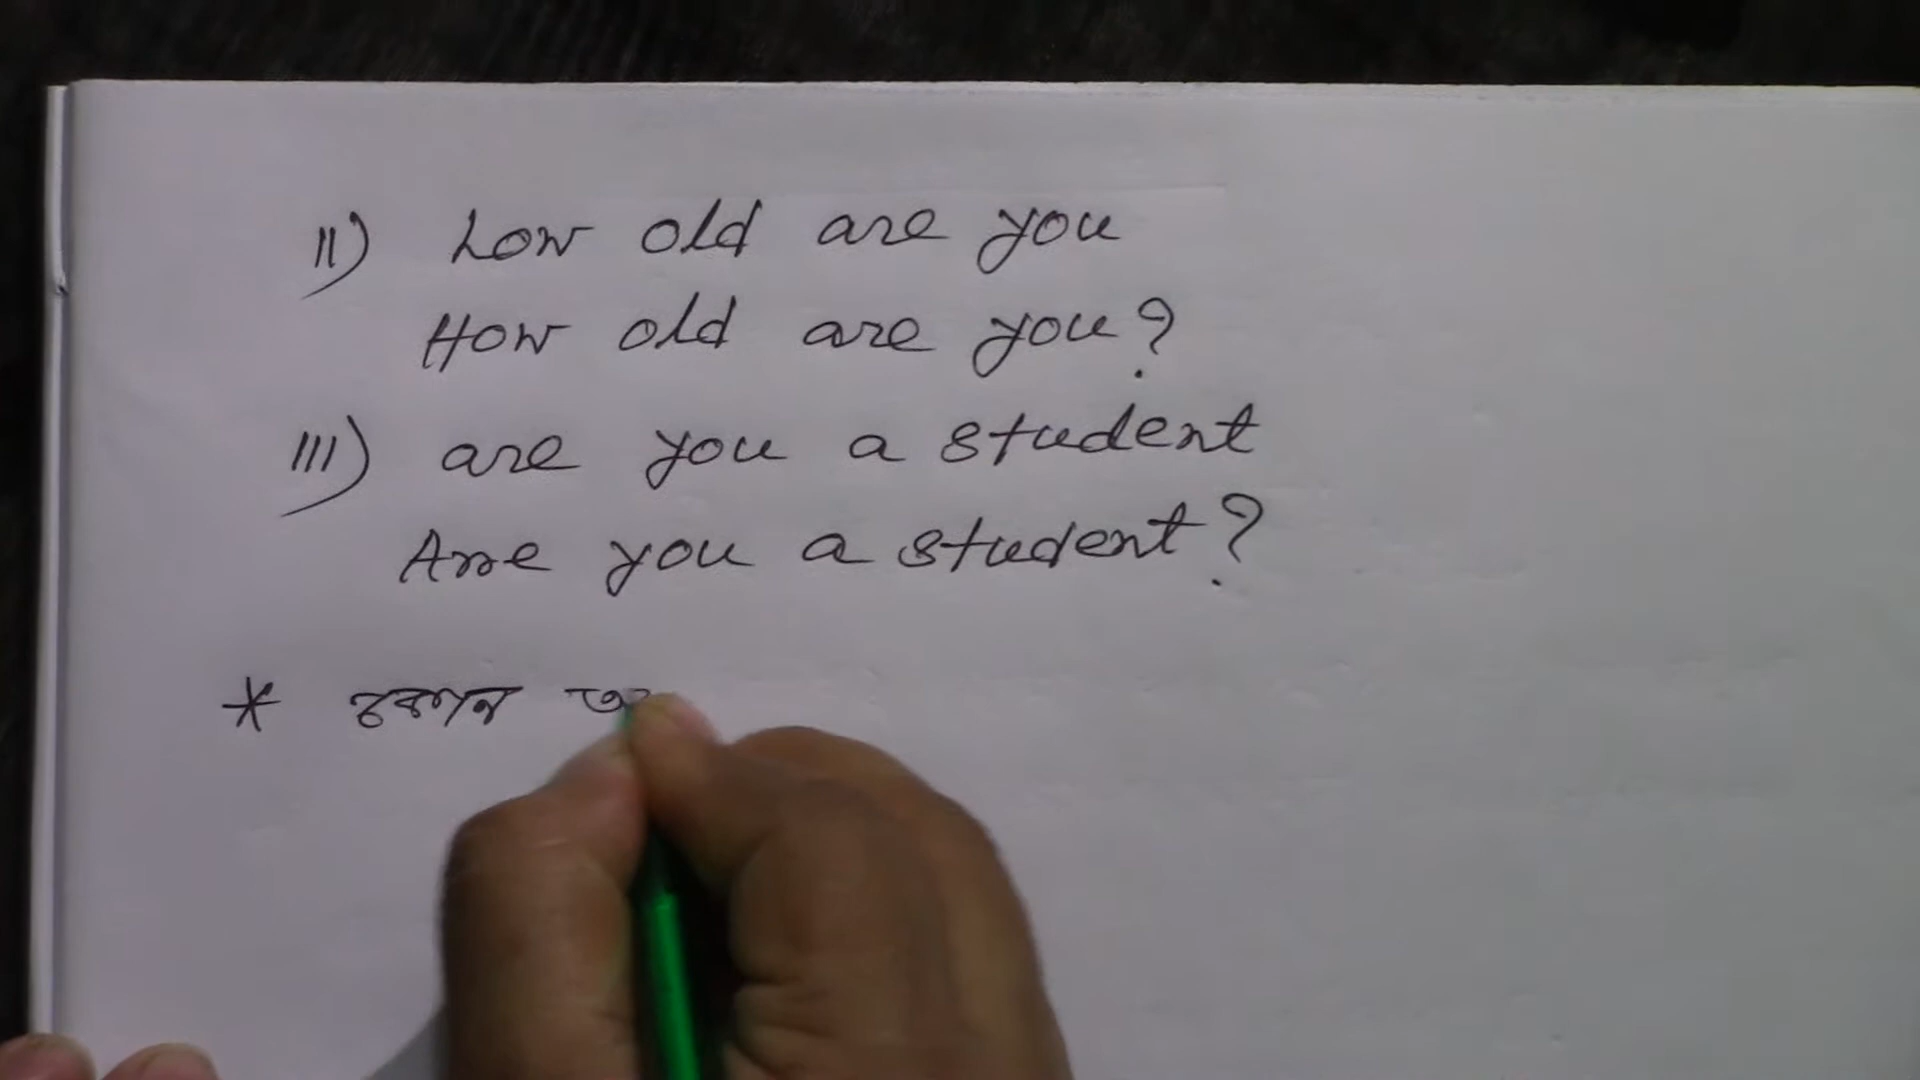 II) how old are you
How old are you?
III) are you a student
Are you a student?
* কোন